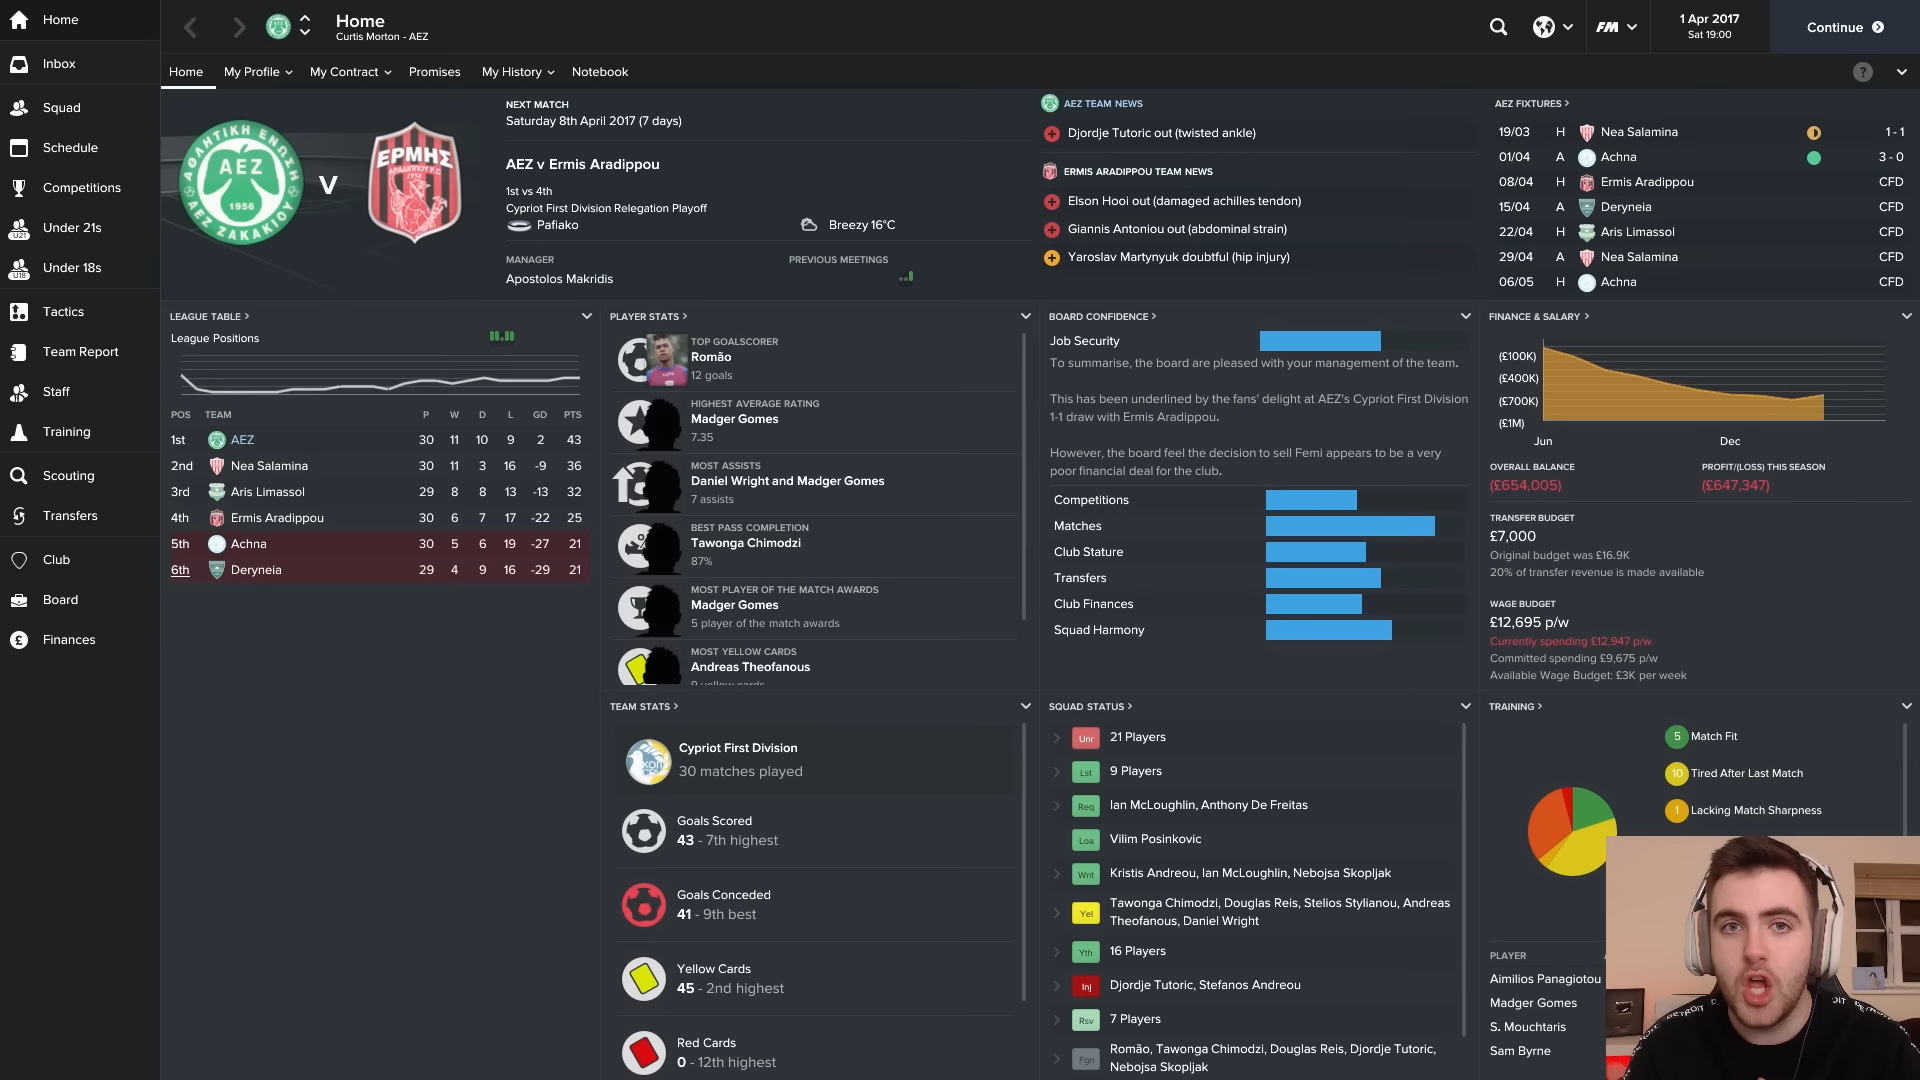 Home
Inbox
Squad
Schedule
Competitions
Under 21s
Under 18s
Tactics
Team Report
Staff
Training
Scouting
Transfers
Club
Board
Finances
Home
Curtis Morton - AEZ
FM
1 Apr 2017
Sat 19:00
Continue
Home
My Profile
My Contract
Promises
My History
Notebook
?
ΑΕΖ
1956
V
ΕΡΜΗΣ
NEXT MATCH
Saturday 8th April 2017 (7 days)
AEZ v Ermis Aradippou
1st vs 4th
Cypriot First Division Relegation Playoff
Pafiako
Breezy 16°C
MANAGER
Apostolos Makridis
PREVIOUS MEETINGS
AEZ TEAM NEWS
Djordje Tutoric out (twisted ankle)
ERMIS ARADIPPOU TEAM NEWS
Elson Hooi out (damaged achilles tendon)
Giannis Antoniou out (abdominal strain)
Yaroslav Martynyuk doubtful (hip injury)
AEZ FIXTURES >
19/03 H Nea Salamina 1 - 1
01/04 A Achna 3 - 0
08/04 H Ermis Aradippou CFD
15/04 A Deryneia CFD
22/04 H Aris Limassol CFD
29/04 A Nea Salamina CFD
06/05 H Achna CFD
LEAGUE TABLE >
League Positions
POS TEAM P W D L GD PTS
1st AEZ 30 11 10 9 2 43
2nd Nea Salamina 30 11 3 16 -9 36
3rd Aris Limassol 29 8 8 13 -13 32
4th Ermis Aradippou 30 6 7 17 -22 25
5th Achna 30 5 6 19 -27 21
6th Deryneia 29 4 9 16 -29 21
PLAYER STATS >
TOP GOALSCORER
Romão
12 goals
HIGHEST AVERAGE RATING
Madger Gomes
7.35
MOST ASSISTS
Daniel Wright and Madger Gomes
7 assists
BEST PASS COMPLETION
Tawonga Chimodzi
87%
MOST PLAYER OF THE MATCH AWARDS
Madger Gomes
5 player of the match awards
MOST YELLOW CARDS
Andreas Theofanous
9 yellow cards
BOARD CONFIDENCE >
Job Security
To summarise, the board are pleased with your management of the team.
This has been underlined by the fans' delight at AEZ's Cypriot First Division
1-1 draw with Ermis Aradippou.
However, the board feel the decision to sell Femi appears to be a very
poor financial deal for the club.
Competitions
Matches
Club Stature
Transfers
Club Finances
Squad Harmony
FINANCE & SALARY >
(£100K)
(£400K)
(£700K)
(£1M)
Jun
Dec
OVERALL BALANCE
(£654,005)
PROFIT/(LOSS) THIS SEASON
(£647,347)
TRANSFER BUDGET
£7,000
Original budget was £16.9K
20% of transfer revenue is made available
WAGE BUDGET
£12,695 p/w
Currently spending £12,947 p/w
Committed spending £9,675 p/w
Available Wage Budget: £3K per week
TEAM STATS >
Cypriot First Division
30 matches played
Goals Scored
43 - 7th highest
Goals Conceded
41 - 9th best
Yellow Cards
45 - 2nd highest
Red Cards
0 - 12th highest
SQUAD STATUS >
Unr 21 Players
Lst 9 Players
Req Ian McLoughlin, Anthony De Freitas
Loa Vilim Posinkovic
Wnt Kristis Andreou, Ian McLoughlin, Nebojsa Skopljak
Yel Tawonga Chimodzi, Douglas Reis, Stelios Stylianou, Andreas
Theofanous, Daniel Wright
Yth 16 Players
Inj Djordje Tutoric, Stefanos Andreou
Rsv 7 Players
Fgn Romão, Tawonga Chimodzi, Douglas Reis, Djordje Tutoric,
Nebojsa Skopljak
TRAINING >
5 Match Fit
10 Tired After Last Match
1 Lacking Match Sharpness
PLAYER
Aimilios Panagiotou
Madger Gomes
S. Mouchtaris
Sam Byrne
DETROIT